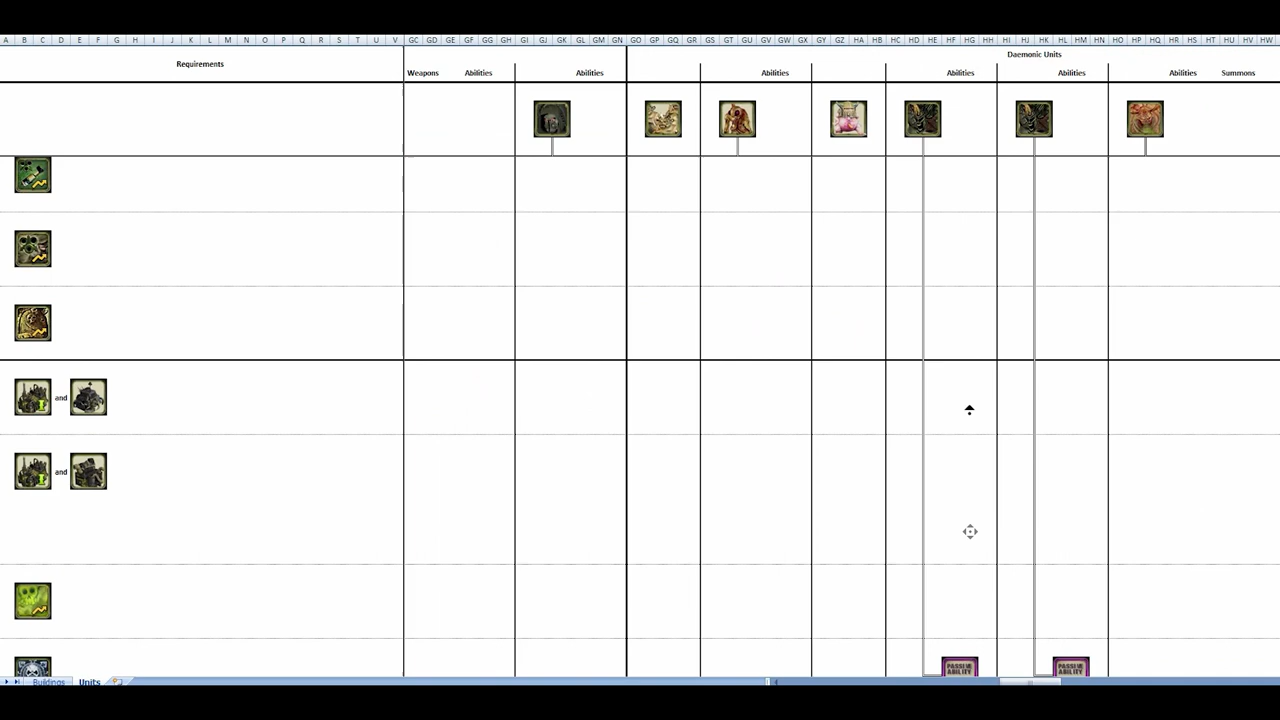 A B C D E F G H I J K L M N O P Q R S T U V GC GD GE GF GG GH GI GJ GK GL GM GN GO GP GQ GR GS GT GU GV GW GX GY GZ HA HB HC HD HE HF HG HH HI HJ HK HL HM HN HO HP HQ HR HS HT HU HV HW
Daemonic Units
Requirements
Weapons Abilities Abilities Abilities Abilities Abilities Abilities Summons
and
and
PASSIVE ABILITY PASSIVE ABILITY
Buildings Units